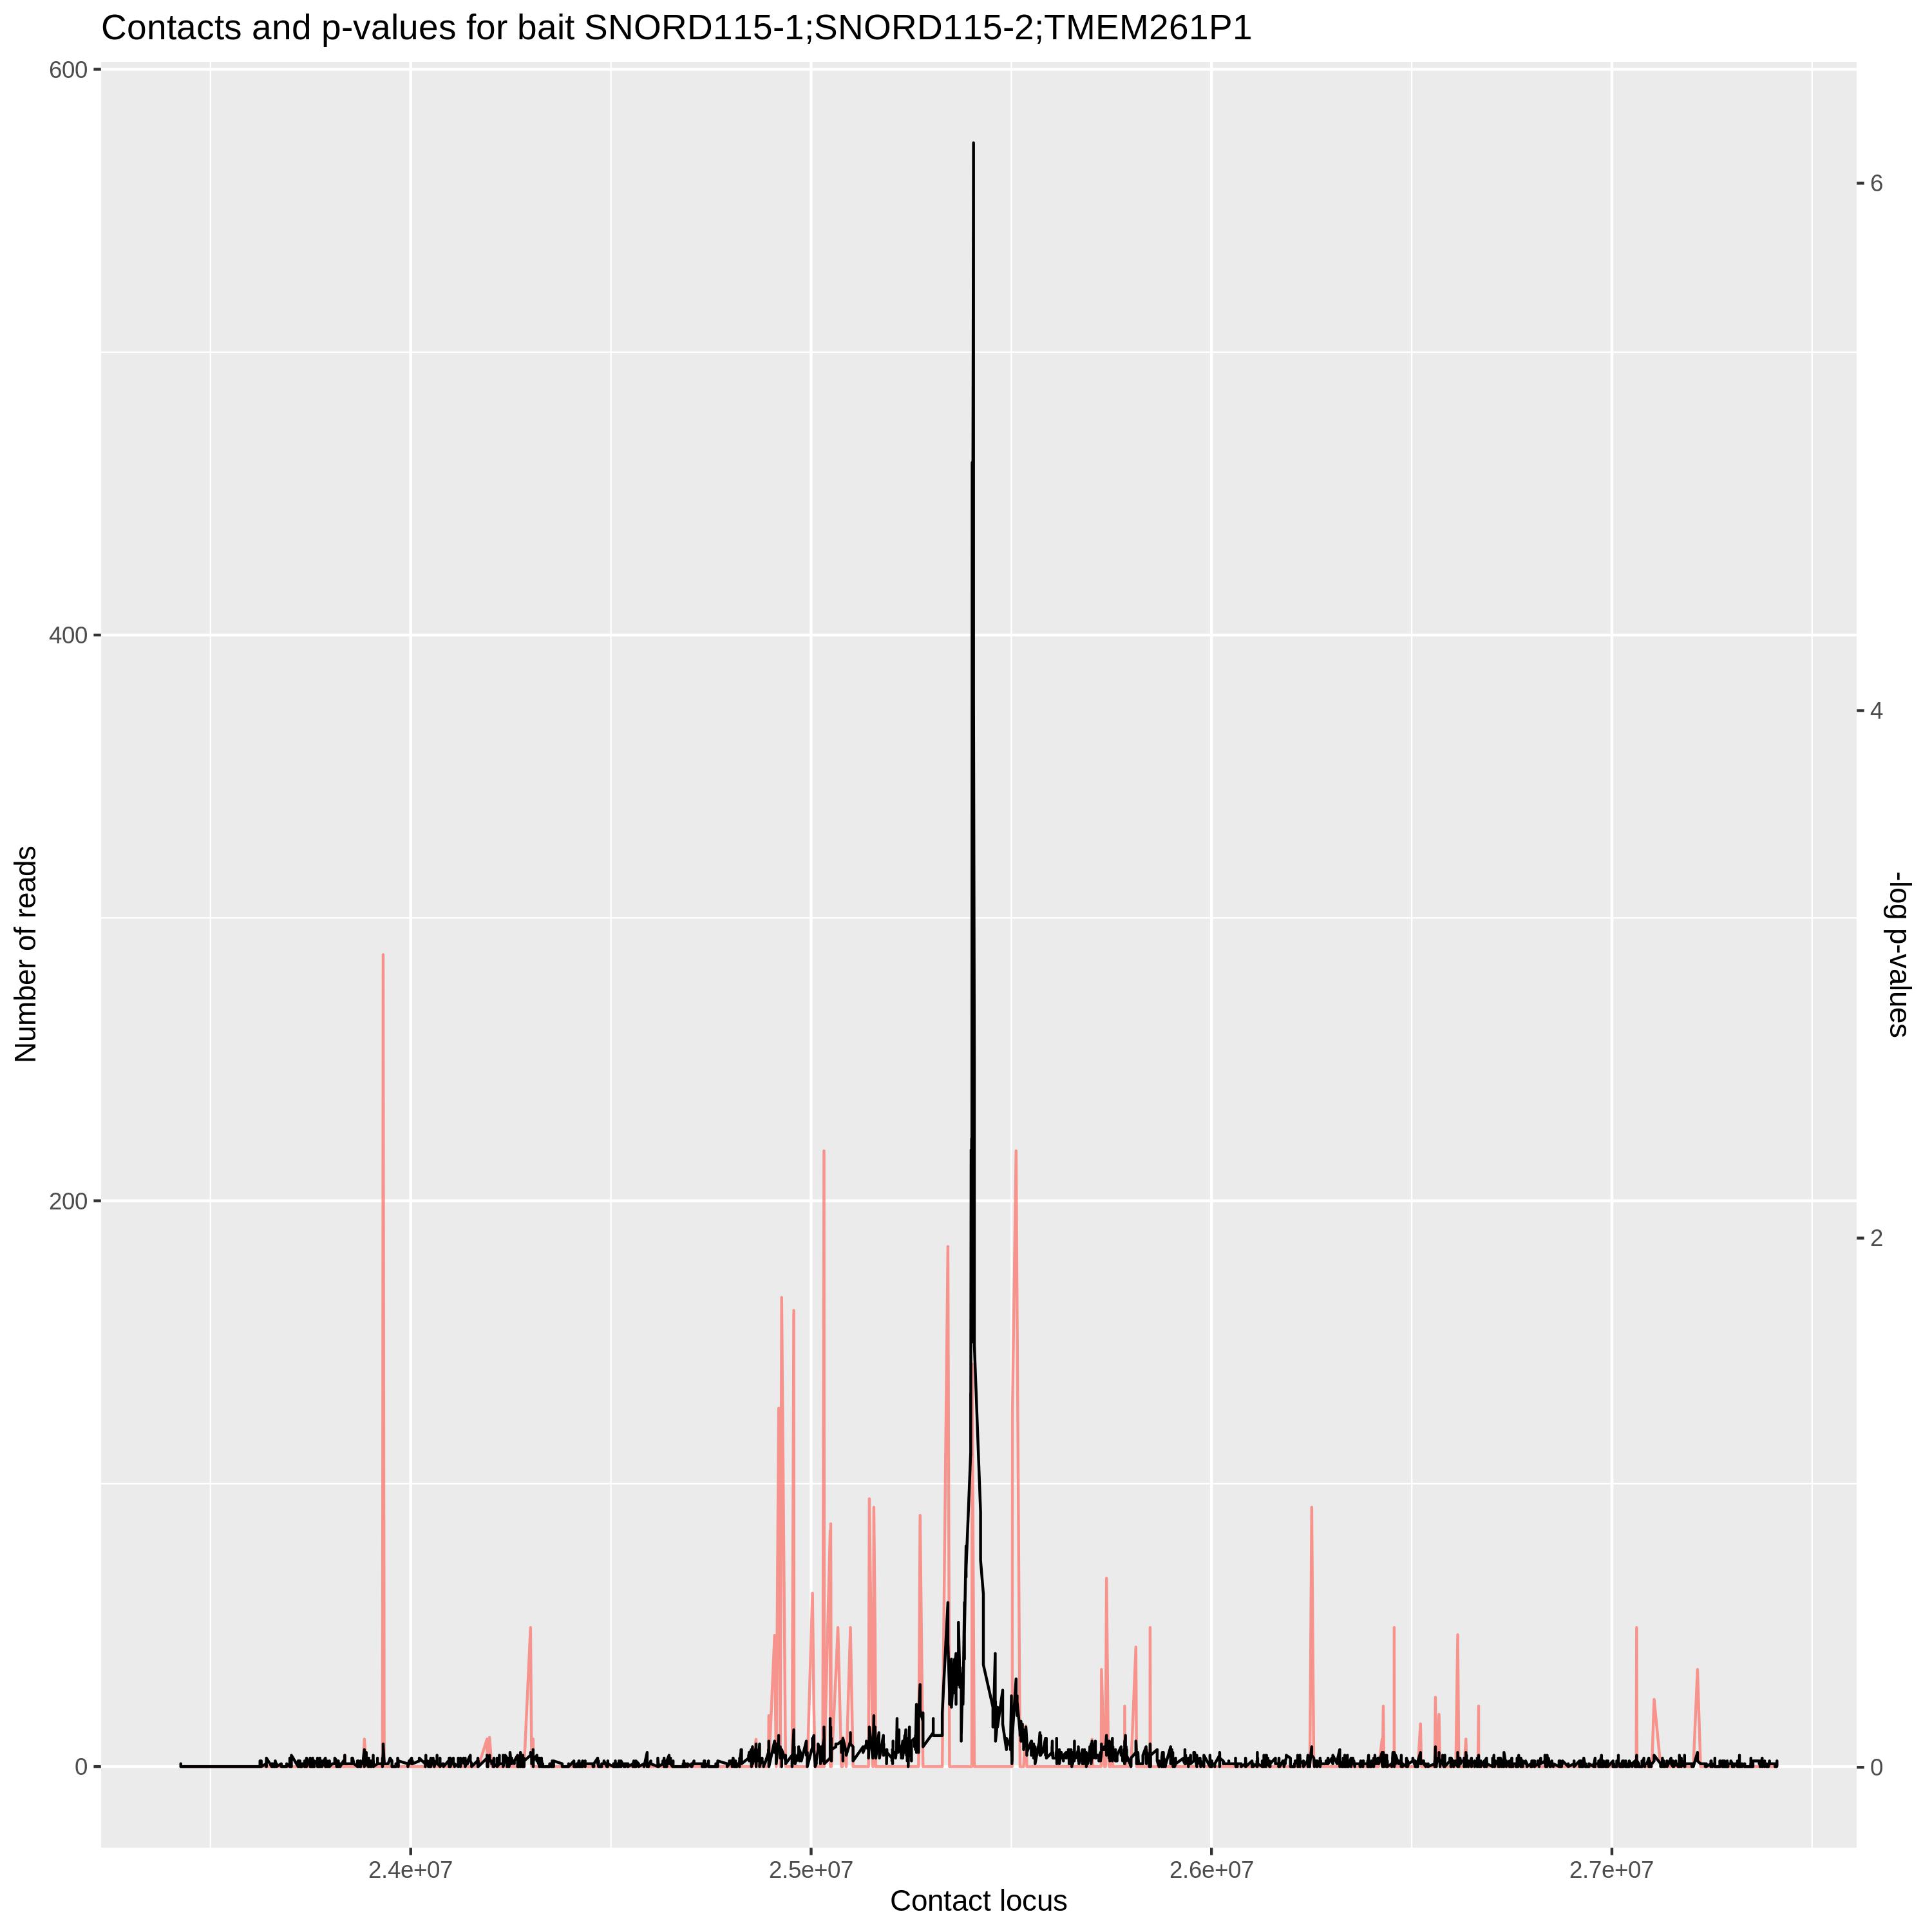 Contacts and p-values for bait SNORD115-1;SNORD115-2;TMEM261P1
600
400
200
0
Number of reads
6
4
2
0
-log p-values
2.4e+07 2.5e+07 2.6e+07 2.7e+07
Contact locus